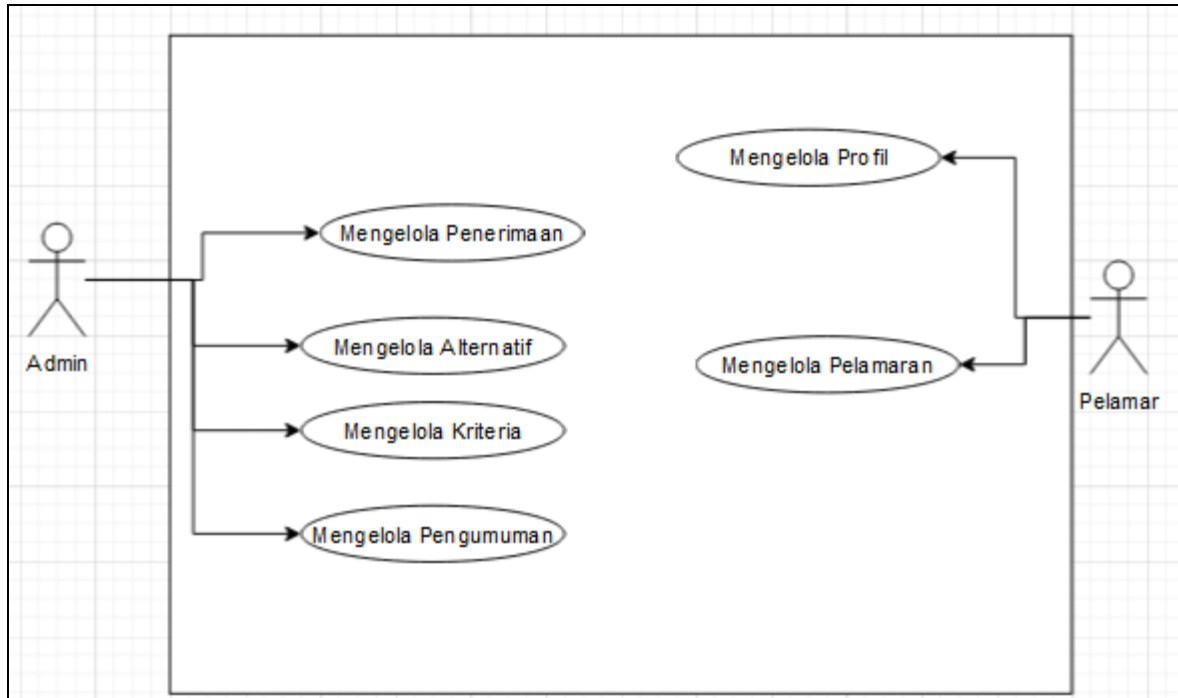 Mengelola Profil
Mengelola Penerimaan
Admin
Mengelola Alternatif
Mengelola Pelamaran
Pelamar
Mengelola Kriteria
Mengelola Pengumuman